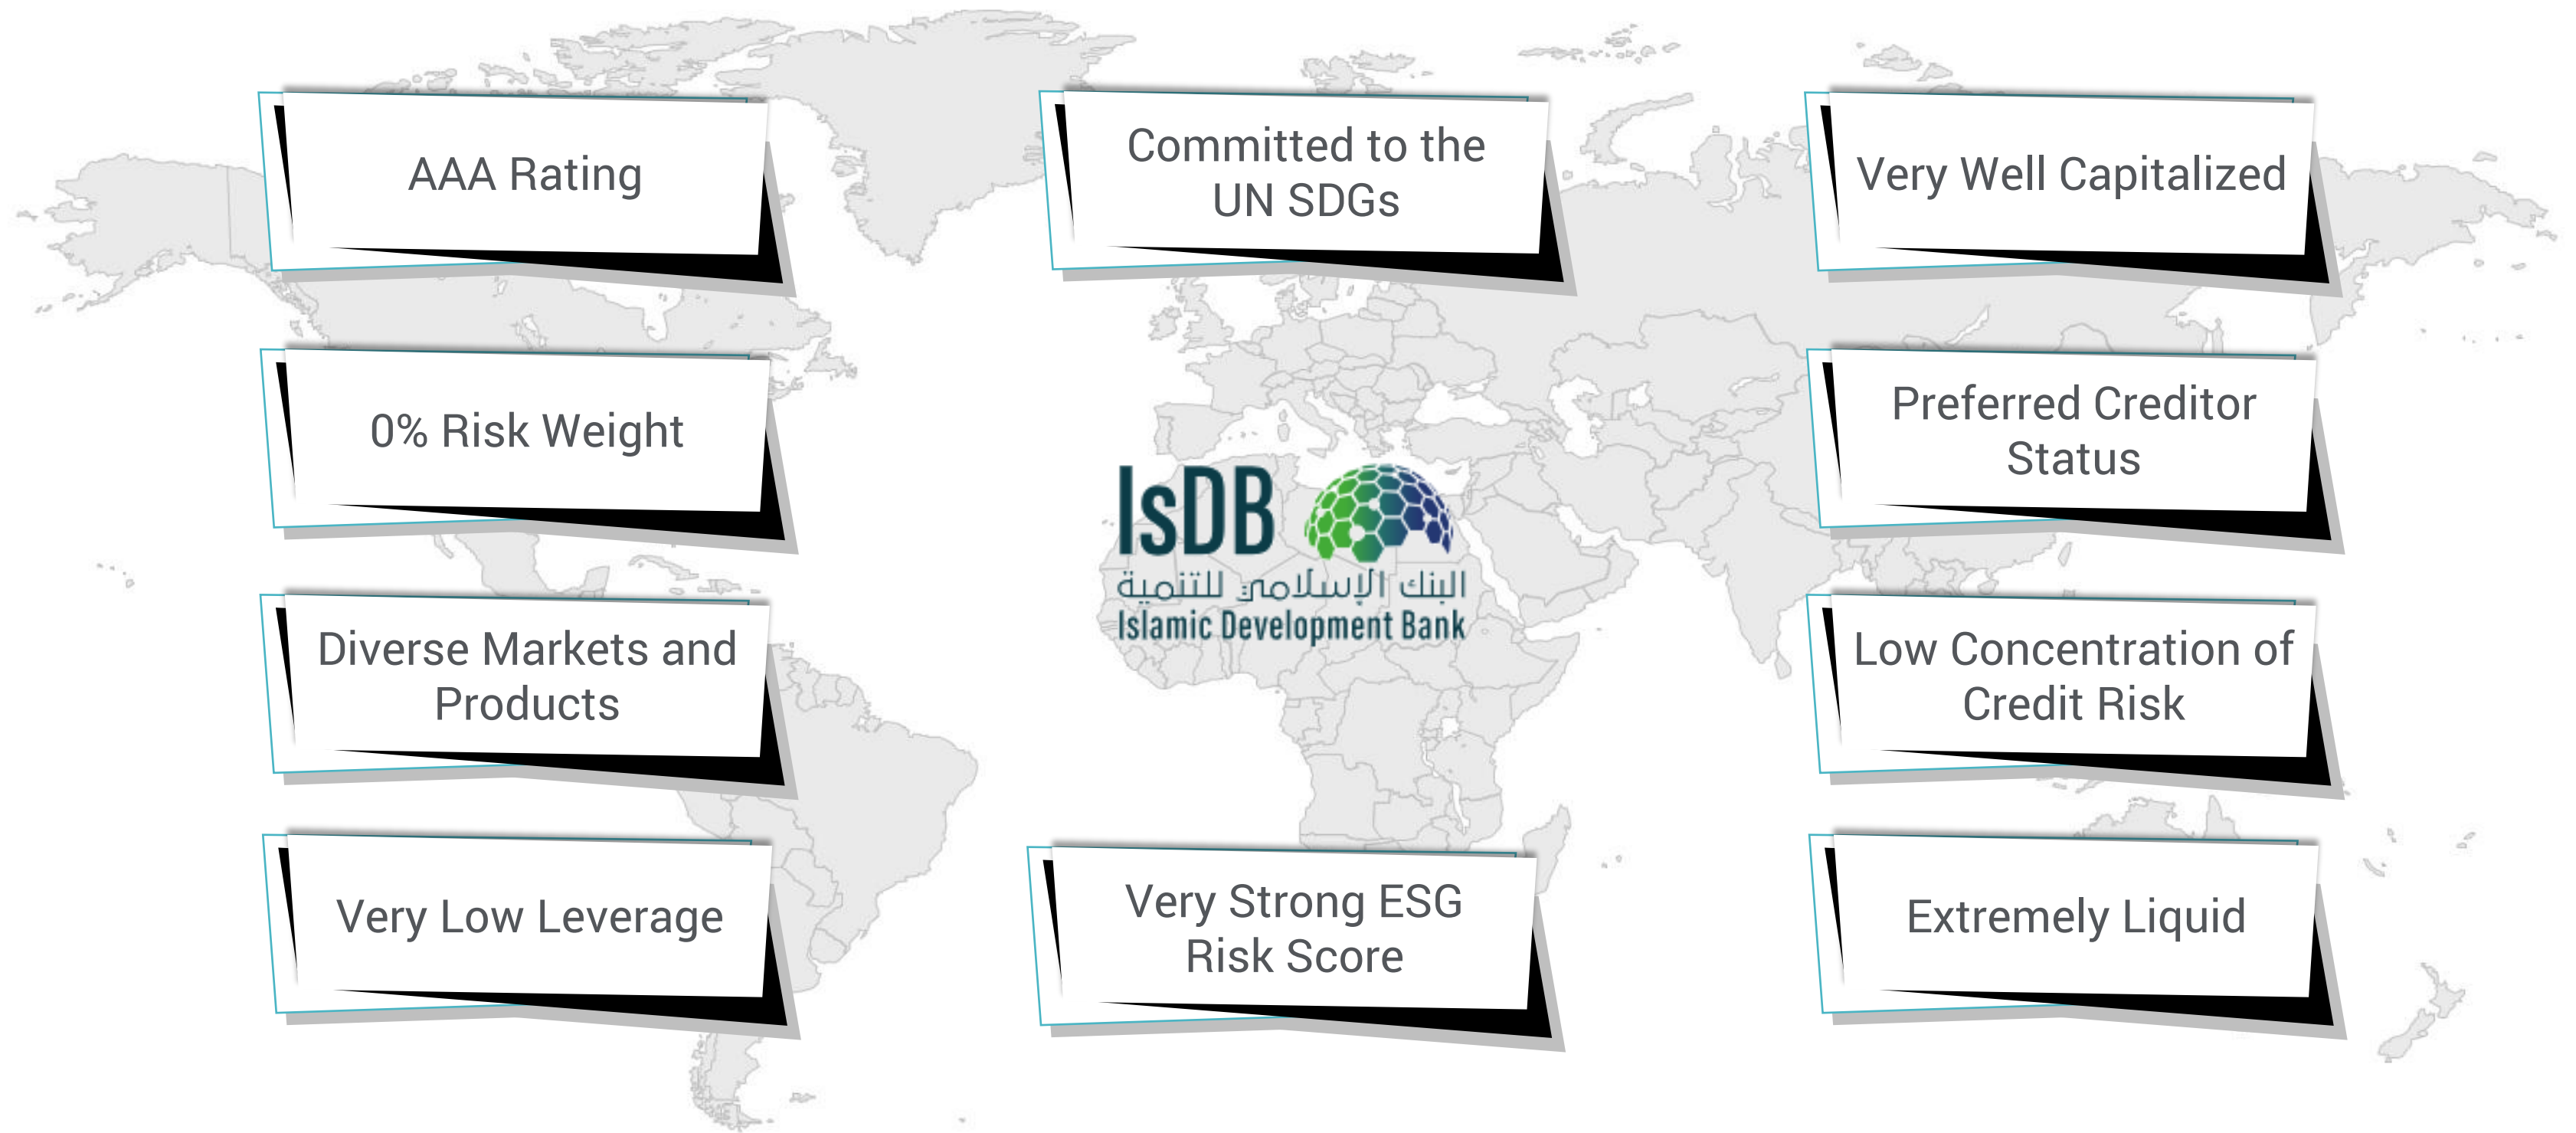 AAA Rating
Committed to the
UN SDGs
Very Well Capitalized
0% Risk Weight
Preferred Creditor
Status
IsDB
البنك الإسلامي للتنمية
Islamic Development Bank
Diverse Markets and
Products
Low Concentration of
Credit Risk
Very Low Leverage
Very Strong ESG
Risk Score
Extremely Liquid